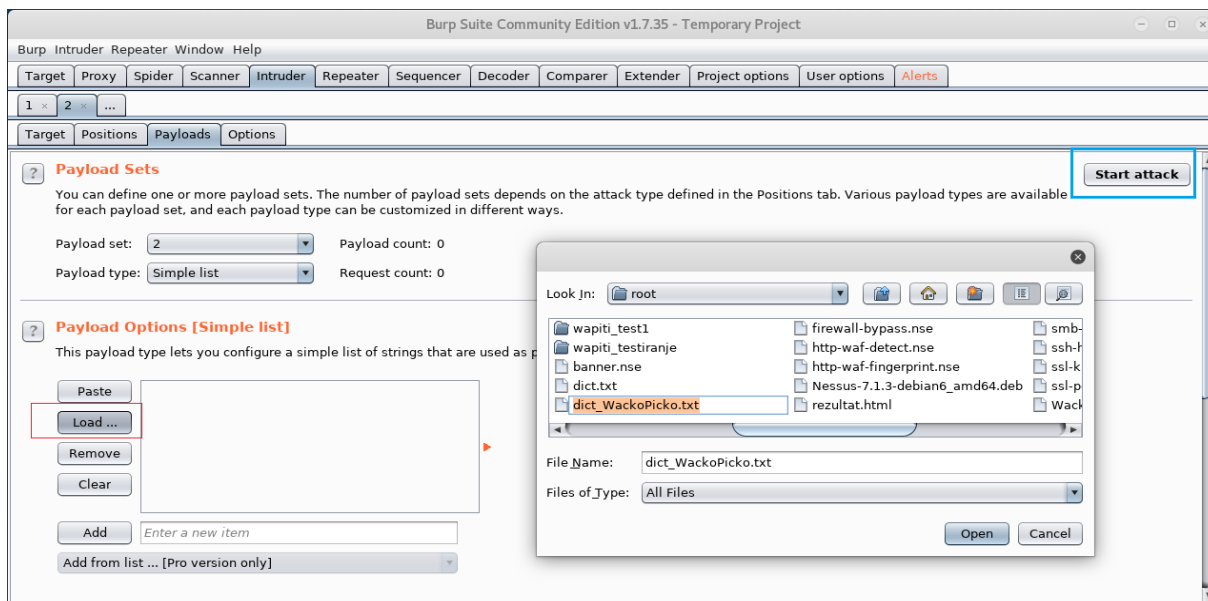 Burp Suite Community Edition v1.7.35 - Temporary Project
Burp Intruder Repeater Window Help
Target Proxy Spider Scanner Intruder Repeater Sequencer Decoder Comparer Extender Project options User options Alerts
1 × 2 × ...
Target Positions Payloads Options
? Payload Sets
Start attack
You can define one or more payload sets. The number of payload sets depends on the attack type defined in the Positions tab. Various payload types are available
for each payload set, and each payload type can be customized in different ways.
Payload set: 2 Payload count: 0
Payload type: Simple list Request count: 0
? Payload Options [Simple list]
This payload type lets you configure a simple list of strings that are used as p
Paste
Load ...
Remove
Clear
Add Enter a new item
Add from list ... [Pro version only]
Look In: root
wapiti_test1
wapiti_testiranje
banner.nse
dict.txt
dict_WackoPicko.txt
firewall-bypass.nse
http-waf-detect.nse
http-waf-fingerprint.nse
Nessus-7.1.3-debian6_amd64.deb
rezultat.html
smb-
ssh-h
ssl-k
ssl-p
Wack
File Name: dict_WackoPicko.txt
Files of Type: All Files
Open Cancel